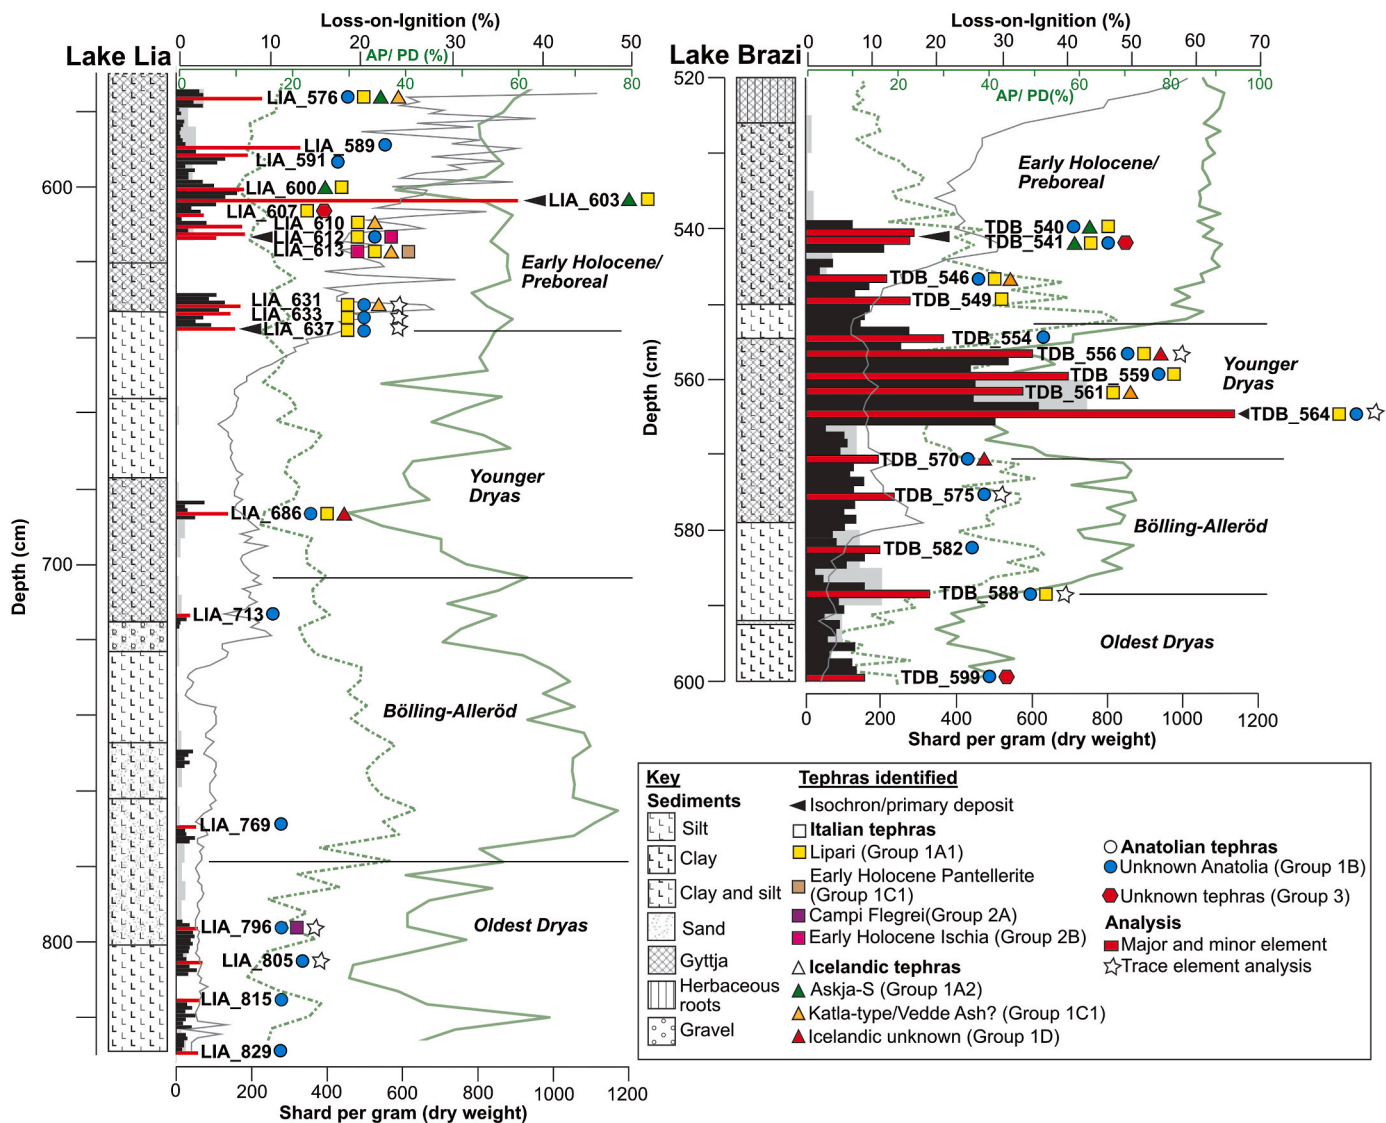 Loss-on-Ignition (%)
Lake Lia
0 10 20 30 40 50
AP/ PD (%)
0 20 40 60 80
LIA_576
LIA_589
LIA_591
600
LIA_600
LIA_603
LIA_607
LIA_610
LIA_612
LIA_613
Early Holocene/
Preboreal
LIA_631
LIA_633
LIA_637
Younger
Dryas
LIA_686
Depth (cm)
700
LIA_713
Bölling-Alleröd
LIA_769
Oldest Dryas
LIA_796
800
LIA_805
LIA_815
LIA_829
0 200 400 600 800 1000 1200
Shard per gram (dry weight)
Loss-on-Ignition (%)
Lake Brazi
0 10 20 30 40 50 60 70
520
0 20 40 60 80 100
AP/ PD(%)
Early Holocene/
Preboreal
540
TDB_540
TDB_541
TDB_546
TDB_549
TDB_554
TDB_556
Younger
Dryas
Depth (cm)
560
TDB_559
TDB_561
TDB_564
TDB_570
TDB_575
Bölling-Alleröd
580
TDB_582
TDB_588
Oldest Dryas
600
TDB_599
0 200 400 600 800 1000 1200
Shard per gram (dry weight)
Key
Sediments
Silt
Clay
Clay and silt
Sand
Gyttja
Herbaceous
roots
Gravel
Tephras identified
Isochron/primary deposit
Italian tephras
Lipari (Group 1A1)
Early Holocene Pantellerite
(Group 1C1)
Campi Flegrei(Group 2A)
Early Holocene Ischia (Group 2B)
Icelandic tephras
Askja-S (Group 1A2)
Katla-type/Vedde Ash? (Group 1C1)
Icelandic unknown (Group 1D)
Anatolian tephras
Unknown Anatolia (Group 1B)
Unknown tephras (Group 3)
Analysis
Major and minor element
Trace element analysis